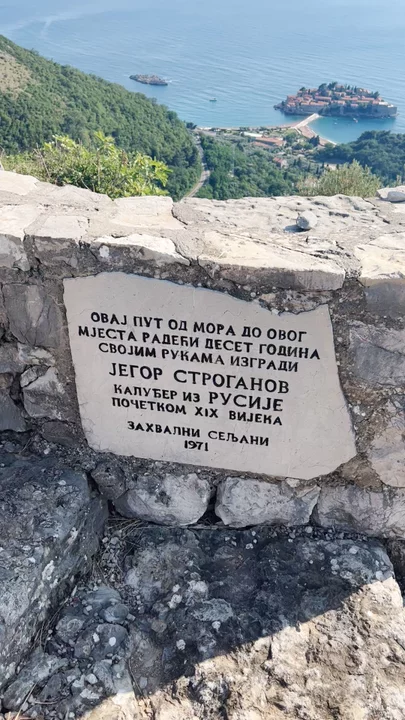 ОВАЈ ПУТ ОД МОРА ДО ОВОГ
МЈЕСТА РАДЕЋИ ДЕСЕТ ГОДИНА
СВОЈИМ РУКАМА ИЗГРАДИ
ЈЕГОР СТРОГАНОВ
КАЛУЂЕР ИЗ РУСИЈЕ
ПОЧЕТКОМ XIX ВИЈЕКА
ЗАХВАЛНИ СЕЉАНИ
1971